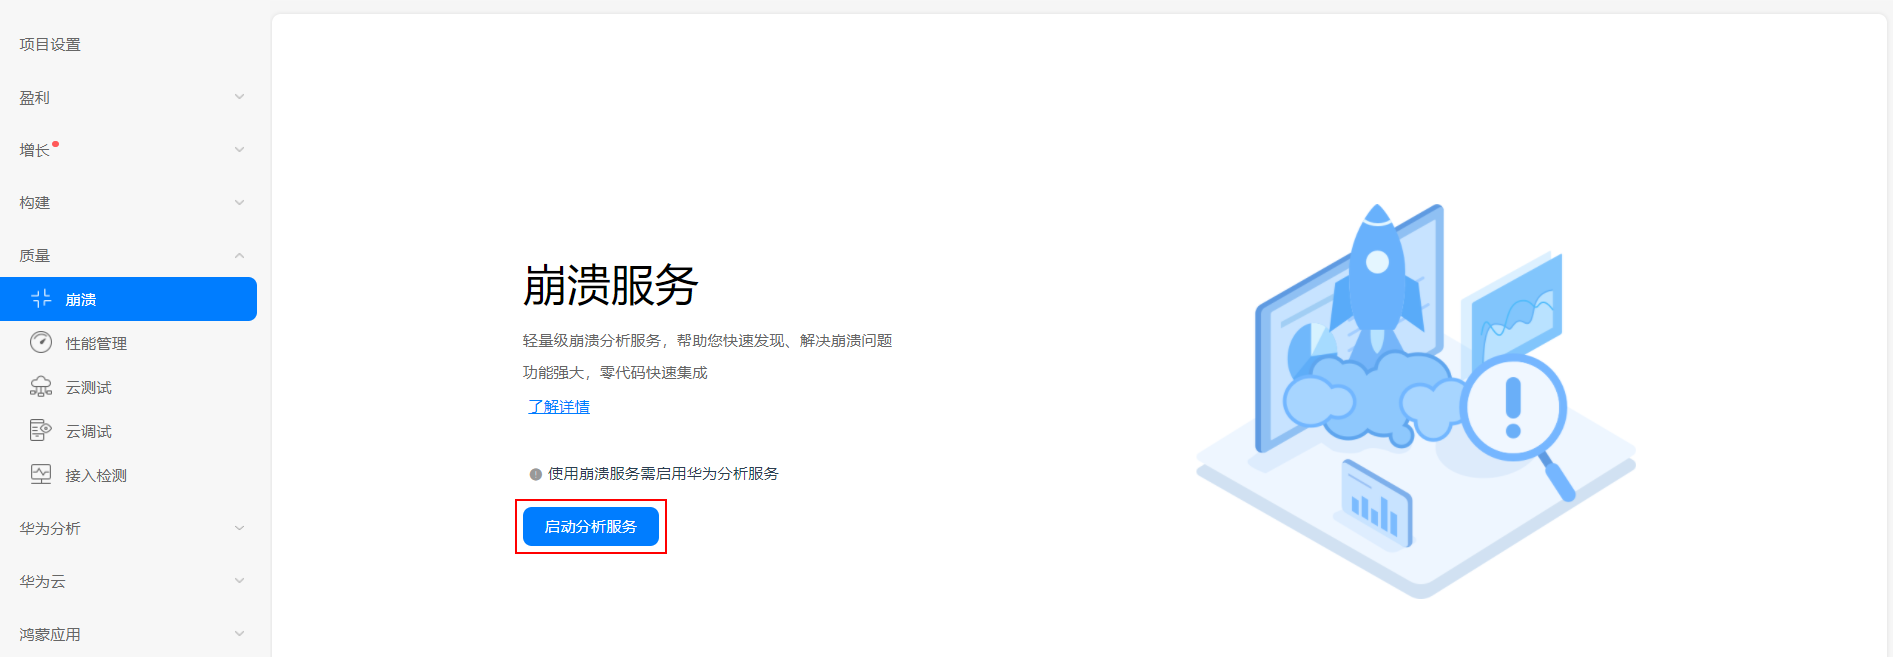 项目设置
盈利
增长
构建
质量
崩溃
性能管理
云测试
云调试
接入检测
华为分析
华为云
鸿蒙应用
崩溃服务
轻量级崩溃分析服务，帮助您快速发现、解决崩溃问题
功能强大，零代码快速集成
了解详情
使用崩溃服务需启用华为分析服务
启动分析服务